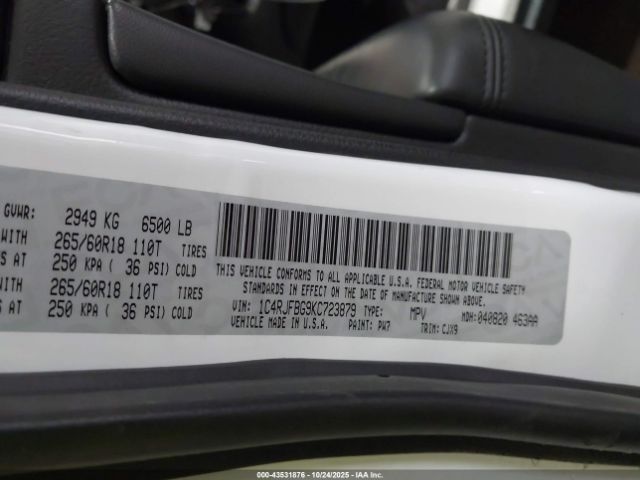 GVWR: 2949 KG 6500 LB
WITH 265/60R18 110T TIRES
S AT 250 KPA ( 36 PSI) COLD
WITH 265/60R18 110T TIRES
S AT 250 KPA ( 36 PSI) COLD
THIS VEHICLE CONFORMS TO ALL APPLICABLE U.S.A. FEDERAL MOTOR VEHICLE SAFETY
STANDARDS IN EFFECT ON THE DATE OF MANUFACTURE SHOWN ABOVE.
VIN: 1C4RJFBG9KC723879 TYPE: MPV MDH: 040820 463AA
VEHICLE MADE IN U.S.A. PAINT: PW7 TRIM: CJX9
000-43531876 | 10/24/2025 | IAA Inc.